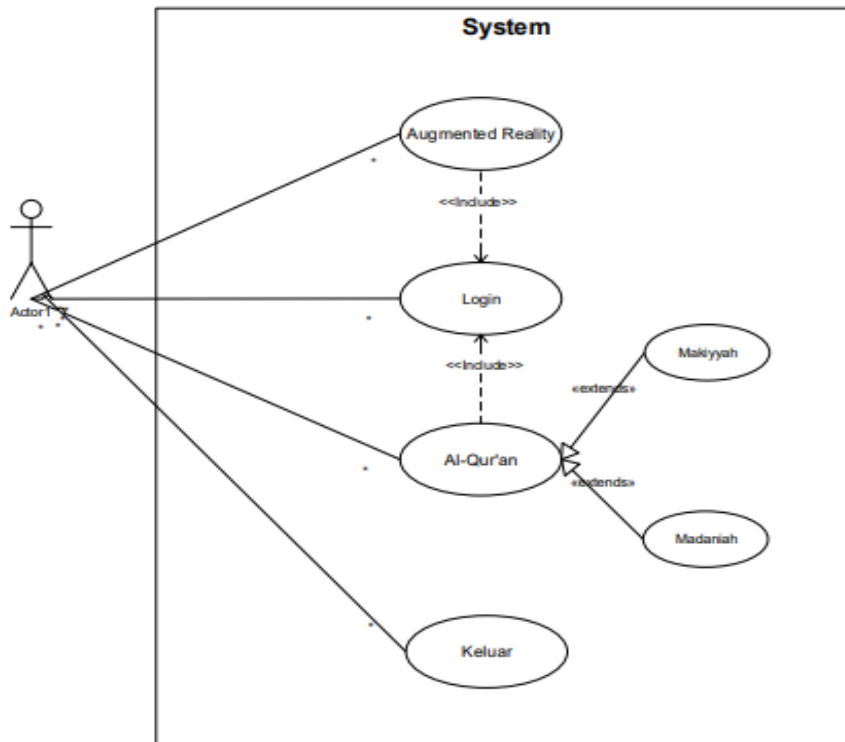 System
Augmented Reality
*
<<Include>>
Login
*
Actor1
* *
<<Include>>
Makiyyah
«extends»
Al-Qur'an
*
«extends»
Madaniah
*
Keluar